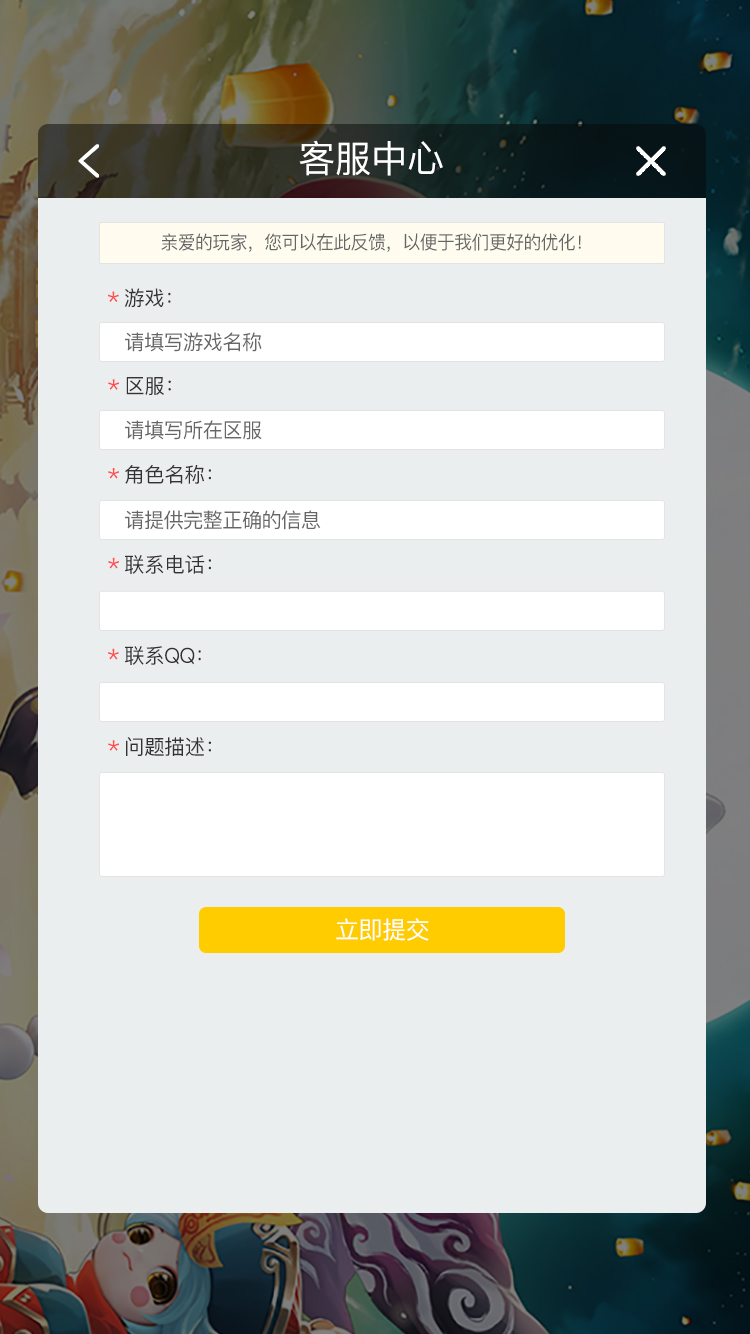 客服中心
亲爱的玩家，您可以在此反馈，以便于我们更好的优化！
* 游戏：
请填写游戏名称
* 区服：
请填写所在区服
* 角色名称：
请提供完整正确的信息
* 联系电话：
* 联系QQ：
* 问题描述：
立即提交